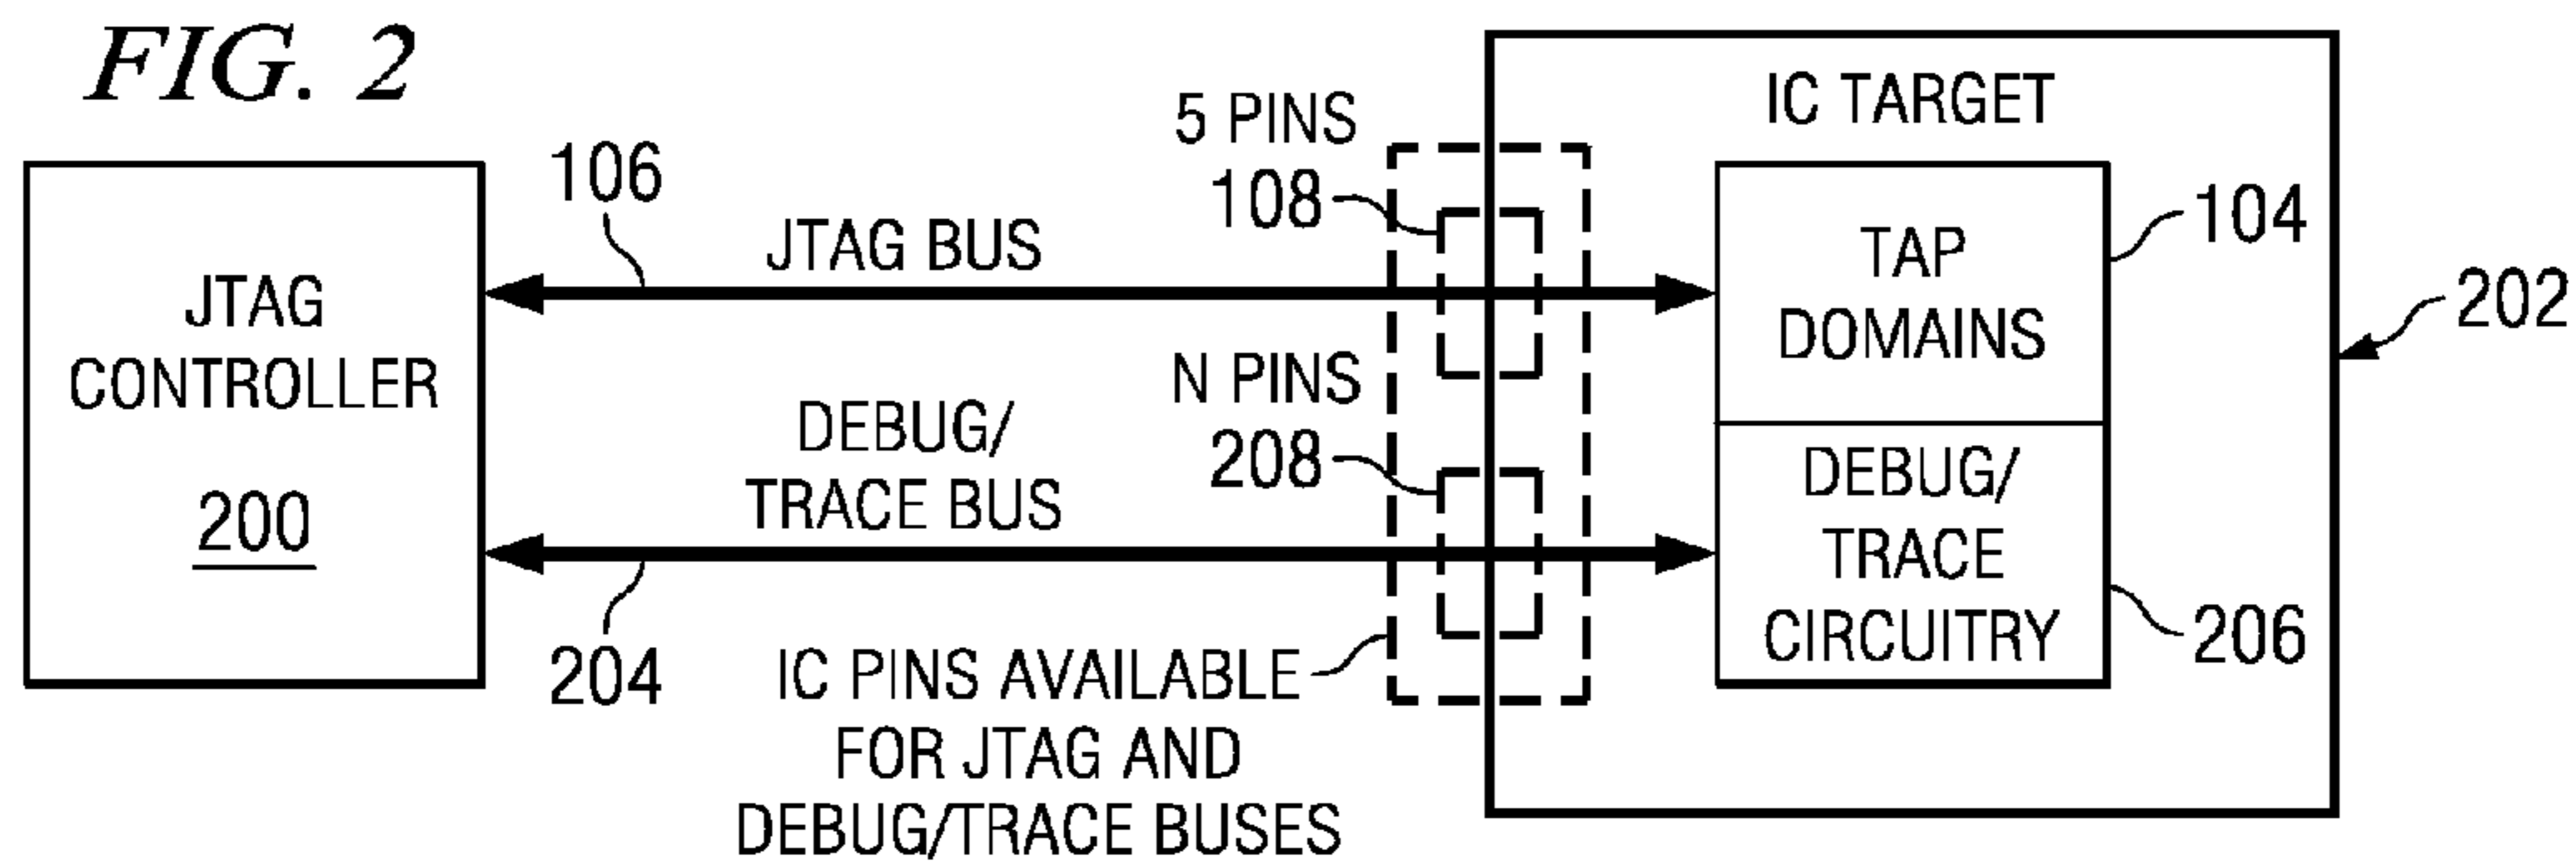 FIG. 2
JTAG
CONTROLLER
200
106
JTAG BUS
DEBUG/
TRACE BUS
204
5 PINS
108
N PINS
208
IC PINS AVAILABLE
FOR JTAG AND
DEBUG/TRACE BUSES
IC TARGET
TAP
DOMAINS
104
DEBUG/
TRACE
CIRCUITRY
206
202